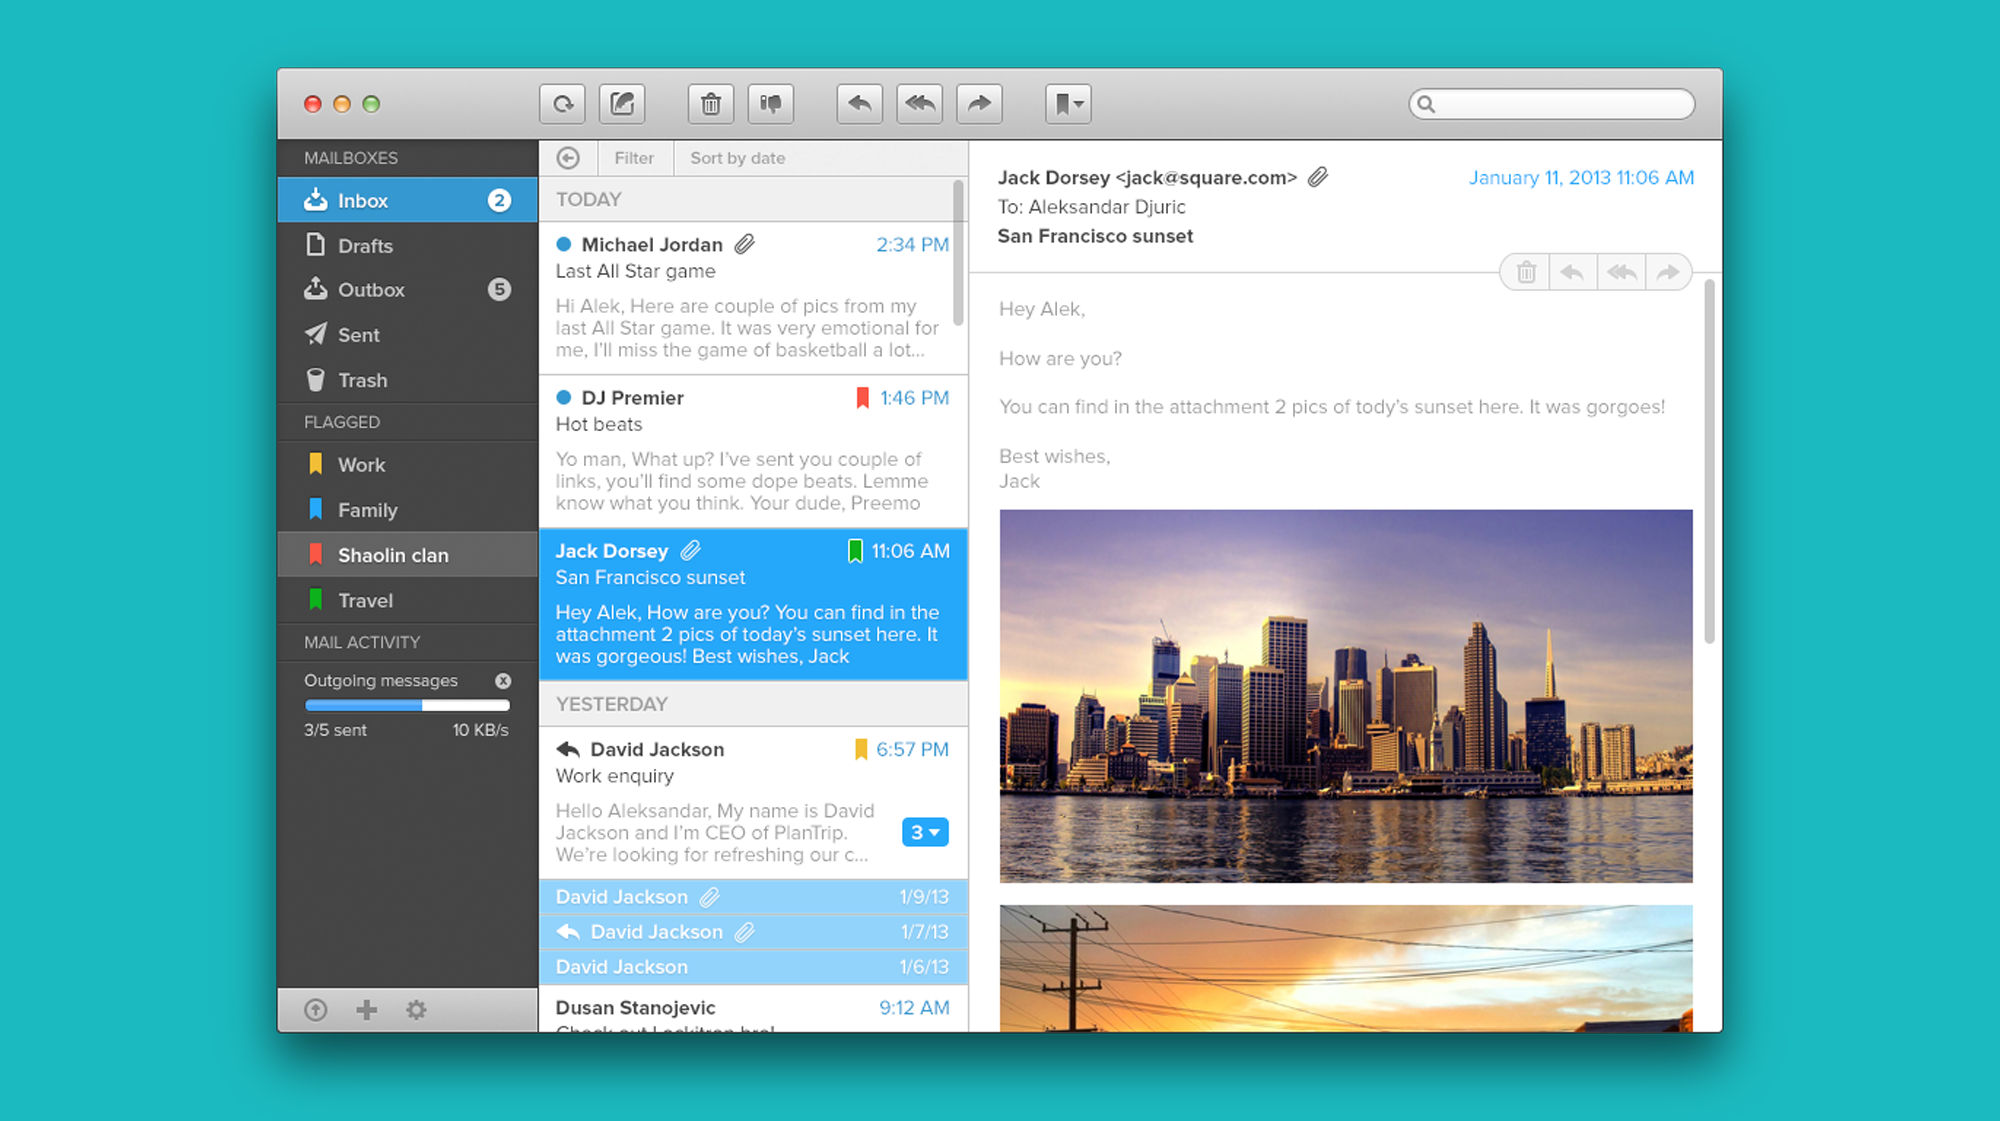 MAILBOXES
Inbox 2
Drafts
Outbox 5
Sent
Trash
FLAGGED
Work
Family
Shaolin clan
Travel
MAIL ACTIVITY
Outgoing messages
3/5 sent 10 KB/s
Filter Sort by date
TODAY
Michael Jordan 2:34 PM
Last All Star game
Hi Alek, Here are couple of pics from my
last All Star game. It was very emotional for
me, I'll miss the game of basketball a lot...
DJ Premier 1:46 PM
Hot beats
Yo man, What up? I've sent you couple of
links, you'll find some dope beats. Lemme
know what you think. Your dude, Preemo
Jack Dorsey 11:06 AM
San Francisco sunset
Hey Alek, How are you? You can find in the
attachment 2 pics of today's sunset here. It
was gorgeous! Best wishes, Jack
YESTERDAY
David Jackson 6:57 PM
Work enquiry
Hello Aleksandar, My name is David
Jackson and I'm CEO of PlanTrip.
We're looking for refreshing our c...
3
David Jackson 1/9/13
David Jackson 1/7/13
David Jackson 1/6/13
Dusan Stanojevic 9:12 AM
Check out Lockitron bro!
Jack Dorsey <jack@square.com> January 11, 2013 11:06 AM
To: Aleksandar Djuric
San Francisco sunset
Hey Alek,
How are you?
You can find in the attachment 2 pics of tody's sunset here. It was gorgoes!
Best wishes,
Jack